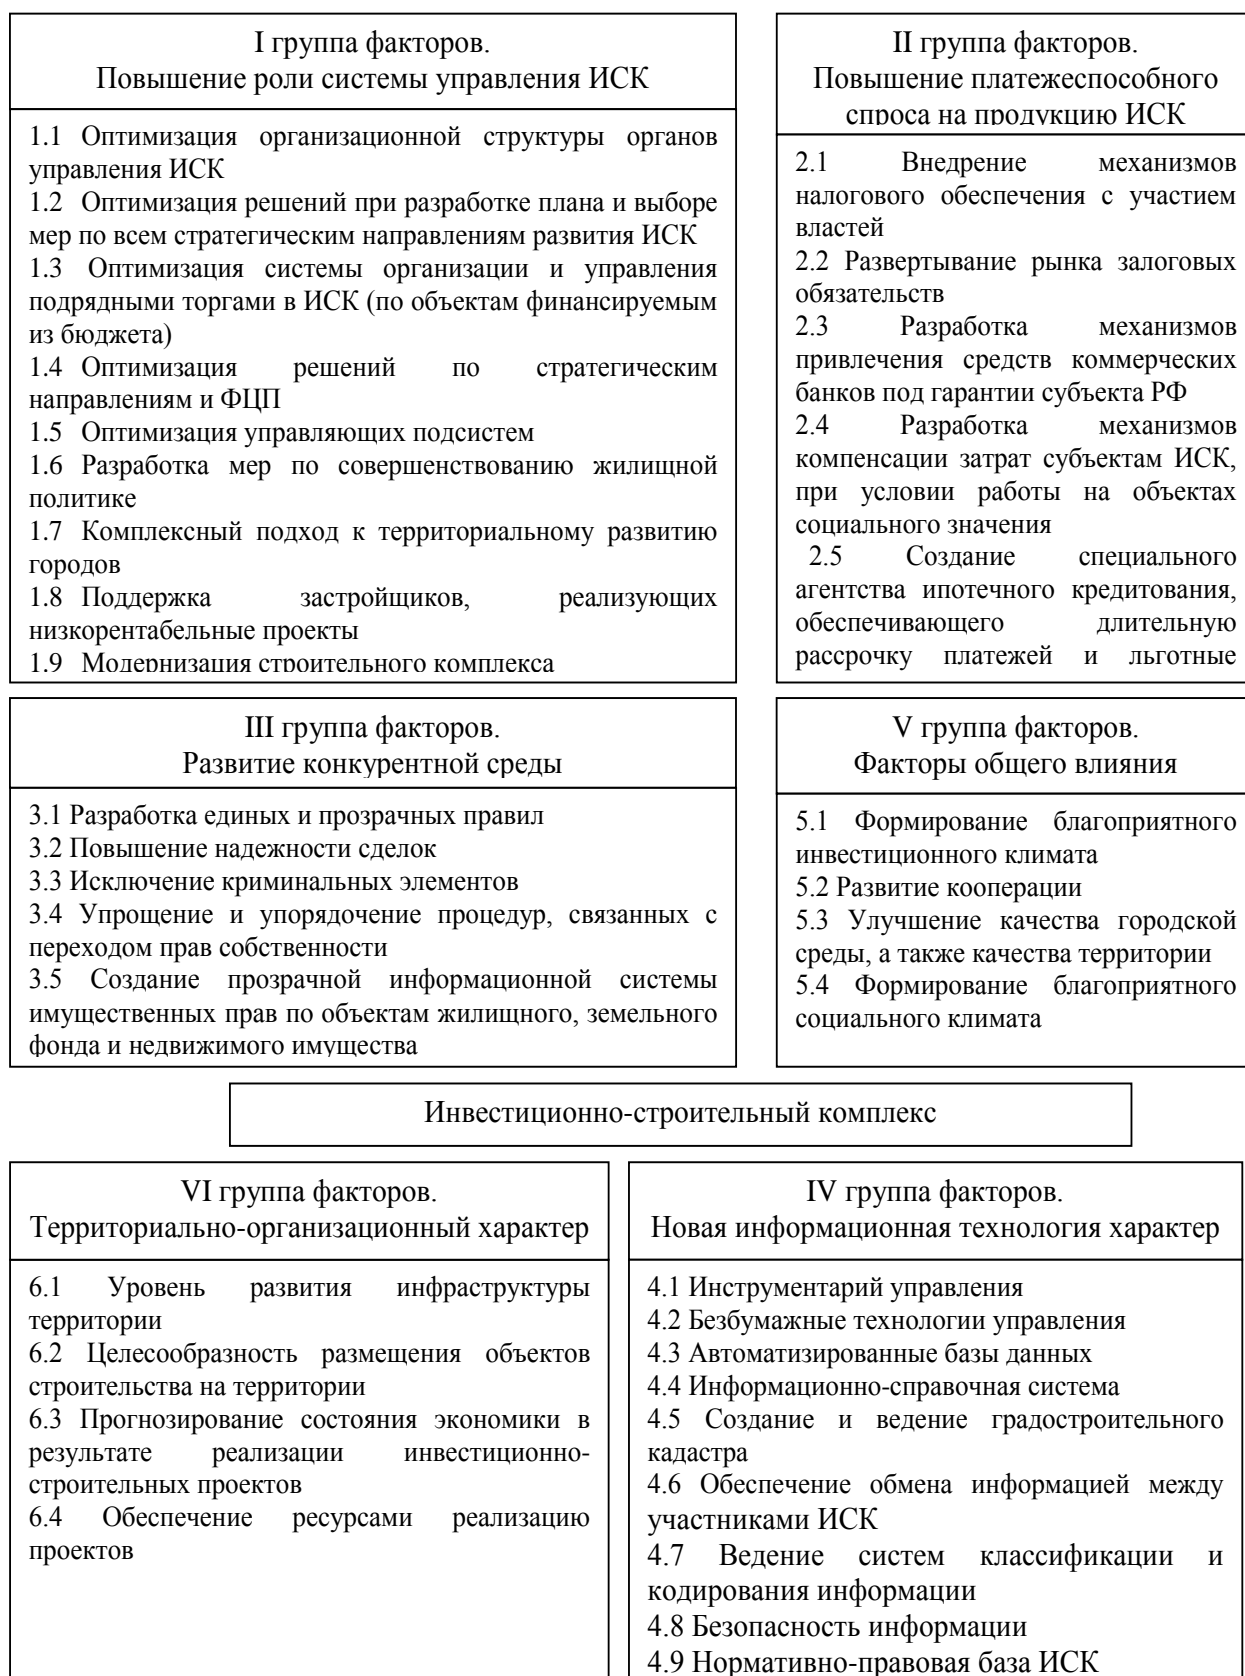 I группа факторов.
Повышение роли системы управления ИСК
1.1 Оптимизация организационной структуры органов
управления ИСК
1.2 Оптимизация решений при разработке плана и выборе
мер по всем стратегическим направлениям развития ИСК
1.3 Оптимизация системы организации и управления
подрядными торгами в ИСК (по объектам финансируемым
из бюджета)
1.4 Оптимизация решений по стратегическим
направлениям и ФЦП
1.5 Оптимизация управляющих подсистем
1.6 Разработка мер по совершенствованию жилищной
политике
1.7 Комплексный подход к территориальному развитию
городов
1.8 Поддержка застройщиков, реализующих
низкорентабельные проекты
1.9 Модернизация строительного комплекса
II группа факторов.
Повышение платежеспособного
спроса на продукцию ИСК
2.1 Внедрение механизмов
налогового обеспечения с участием
властей
2.2 Развертывание рынка залоговых
обязательств
2.3 Разработка механизмов
привлечения средств коммерческих
банков под гарантии субъекта РФ
2.4 Разработка механизмов
компенсации затрат субъектам ИСК,
при условии работы на объектах
социального значения
2.5 Создание специального
агентства ипотечного кредитования,
обеспечивающего длительную
рассрочку платежей и льготные
III группа факторов.
Развитие конкурентной среды
3.1 Разработка единых и прозрачных правил
3.2 Повышение надежности сделок
3.3 Исключение криминальных элементов
3.4 Упрощение и упорядочение процедур, связанных с
переходом прав собственности
3.5 Создание прозрачной информационной системы
имущественных прав по объектам жилищного, земельного
фонда и недвижимого имущества
V группа факторов.
Факторы общего влияния
5.1 Формирование благоприятного
инвестиционного климата
5.2 Развитие кооперации
5.3 Улучшение качества городской
среды, а также качества территории
5.4 Формирование благоприятного
социального климата
Инвестиционно-строительный комплекс
VI группа факторов.
Территориально-организационный характер
6.1 Уровень развития инфраструктуры
территории
6.2 Целесообразность размещения объектов
строительства на территории
6.3 Прогнозирование состояния экономики в
результате реализации инвестиционно-
строительных проектов
6.4 Обеспечение ресурсами реализацию
проектов
IV группа факторов.
Новая информационная технология характер
4.1 Инструментарий управления
4.2 Безбумажные технологии управления
4.3 Автоматизированные базы данных
4.4 Информационно-справочная система
4.5 Создание и ведение градостроительного
кадастра
4.6 Обеспечение обмена информацией между
участниками ИСК
4.7 Ведение систем классификации и
кодирования информации
4.8 Безопасность информации
4.9 Нормативно-правовая база ИСК